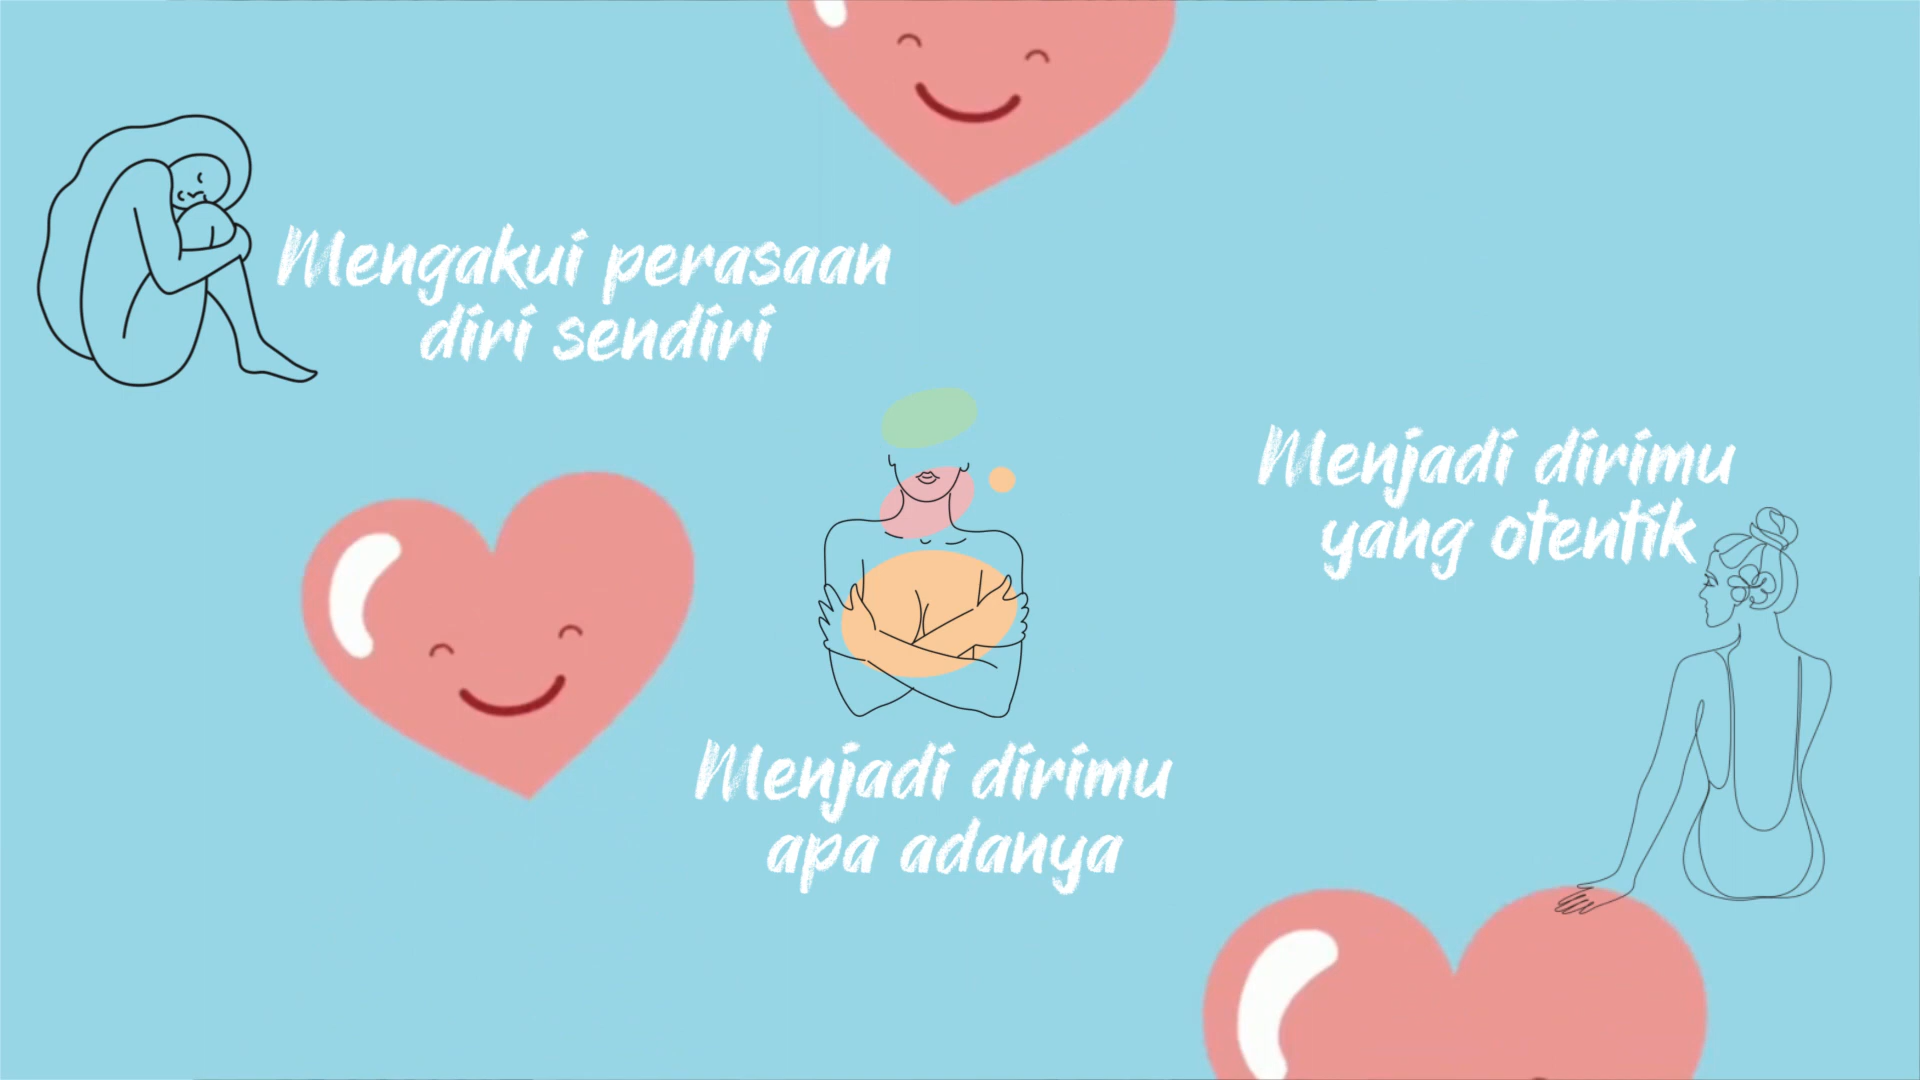 Mengakui perasaan
diri sendiri
Menjadi dirimu
yang otentik
Menjadi dirimu
apa adanya